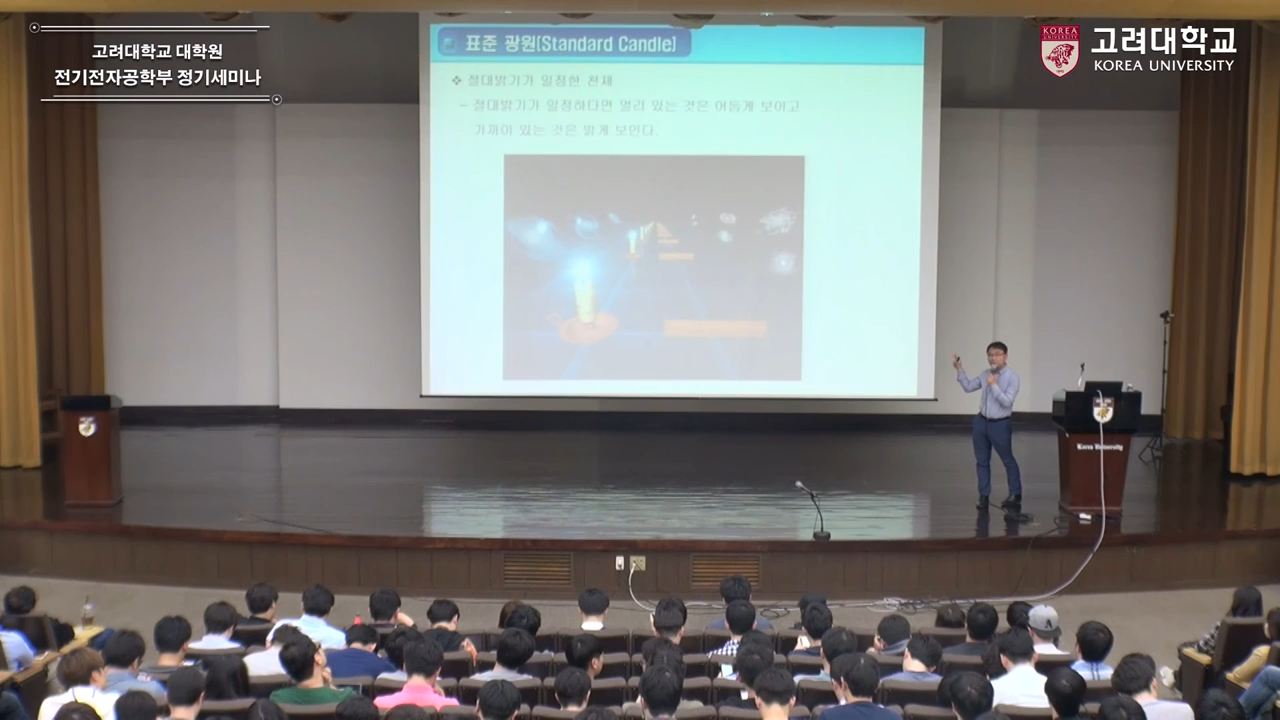 고려대학교 대학원
전기전자공학부 정기세미나
KOREA
UNIVERSITY
고려대학교
KOREA UNIVERSITY
표준 광원(Standard Candle)
❖ 절대밝기가 일정한 천체
– 절대밝기가 일정하다면 멀리 있는 것은 어둡게 보이고
가까이 있는 것은 밝게 보인다.
Korea University